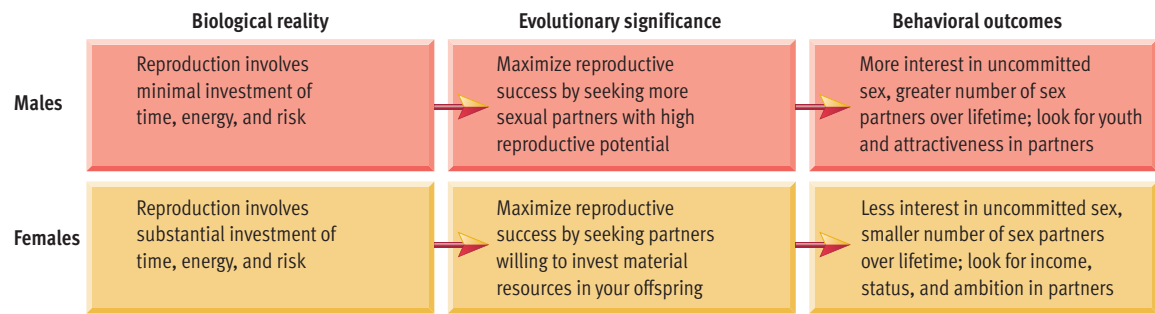 Biological reality
Evolutionary significance
Behavioral outcomes
Males
Reproduction involves
minimal investment of
time, energy, and risk
Maximize reproductive
success by seeking more
sexual partners with high
reproductive potential
More interest in uncommitted
sex, greater number of sex
partners over lifetime; look for youth
and attractiveness in partners
Females
Reproduction involves
substantial investment of
time, energy, and risk
Maximize reproductive
success by seeking partners
willing to invest material
resources in your offspring
Less interest in uncommitted sex,
smaller number of sex partners
over lifetime; look for income,
status, and ambition in partners